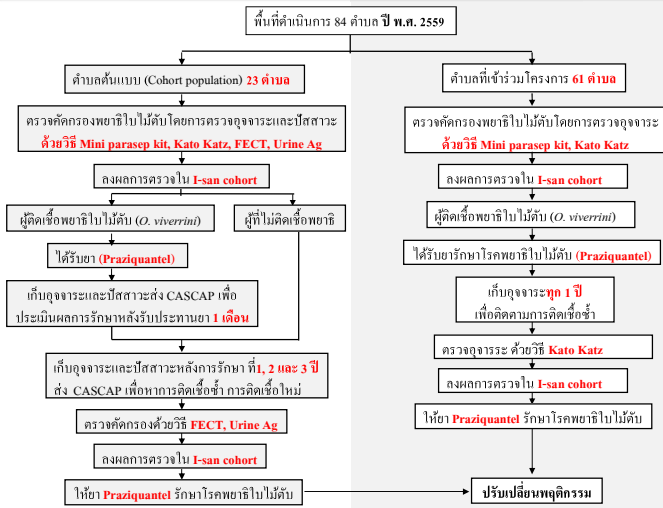 พื้นที่ดำเนินการ 84 ตำบล ปี พ.ศ. 2559
ตำบลต้นแบบ (Cohort population) 23 ตำบล
ตรวจคัดกรองพยาธิใบไม้ตับโดยการตรวจอุจจาระและปัสสาวะ
ด้วยวิธี Mini parasep kit, Kato Katz, FECT, Urine Ag
ลงผลการตรวจใน I-san cohort
ผู้ติดเชื้อพยาธิใบไม้ตับ (O. viverrini)
ผู้ที่ไม่ติดเชื้อพยาธิ
ได้รับยา (Praziquantel)
เก็บอุจจาระและปัสสาวะส่ง CASCAP เพื่อ
ประเมินผลการรักษาหลังรับประทานยา 1 เดือน
เก็บอุจจาระและปัสสาวะหลังการรักษา ที่1, 2 และ 3 ปี
ส่ง CASCAP เพื่อหาการติดเชื้อซ้ำ การติดเชื้อใหม่
ตรวจคัดกรองด้วยวิธี FECT, Urine Ag
ลงผลการตรวจใน I-san cohort
ให้ยา Praziquantel รักษาโรคพยาธิใบไม้ตับ
ตำบลที่เข้าร่วมโครงการ 61 ตำบล
ตรวจคัดกรองพยาธิใบไม้ตับโดยการตรวจอุจจาระ
ด้วยวิธี Mini parasep kit, Kato Katz
ลงผลการตรวจใน I-san cohort
ผู้ติดเชื้อพยาธิใบไม้ตับ (O. viverrini)
ได้รับยารักษาโรคพยาธิใบไม้ตับ (Praziquantel)
เก็บอุจจาระทุก 1 ปี
เพื่อติดตามการติดเชื้อซ้ำ
ตรวจอุจารระ ด้วยวิธี Kato Katz
ลงผลการตรวจใน I-san cohort
ให้ยา Praziquantel รักษาโรคพยาธิใบไม้ตับ
ปรับเปลี่ยนพฤติกรรม